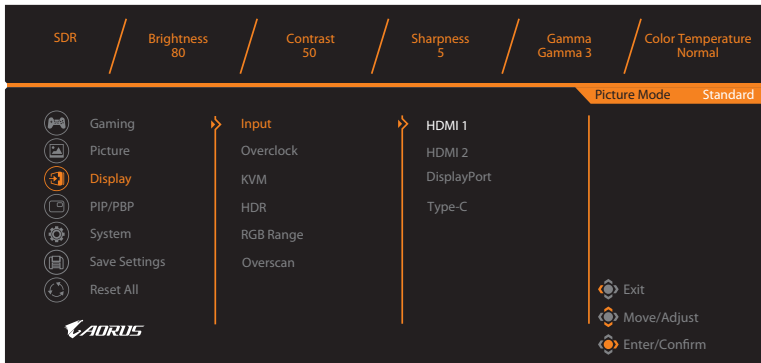 SDR
Brightness
80
Contrast
50
Sharpness
5
Gamma
Gamma 3
Color Temperature
Normal
Picture Mode Standard
Gaming
Picture
Display
PIP/PBP
System
Save Settings
Reset All
Input
Overclock
KVM
HDR
RGB Range
Overscan
HDMI 1
HDMI 2
DisplayPort
Type-C
Exit
Move/Adjust
Enter/Confirm
AORUS